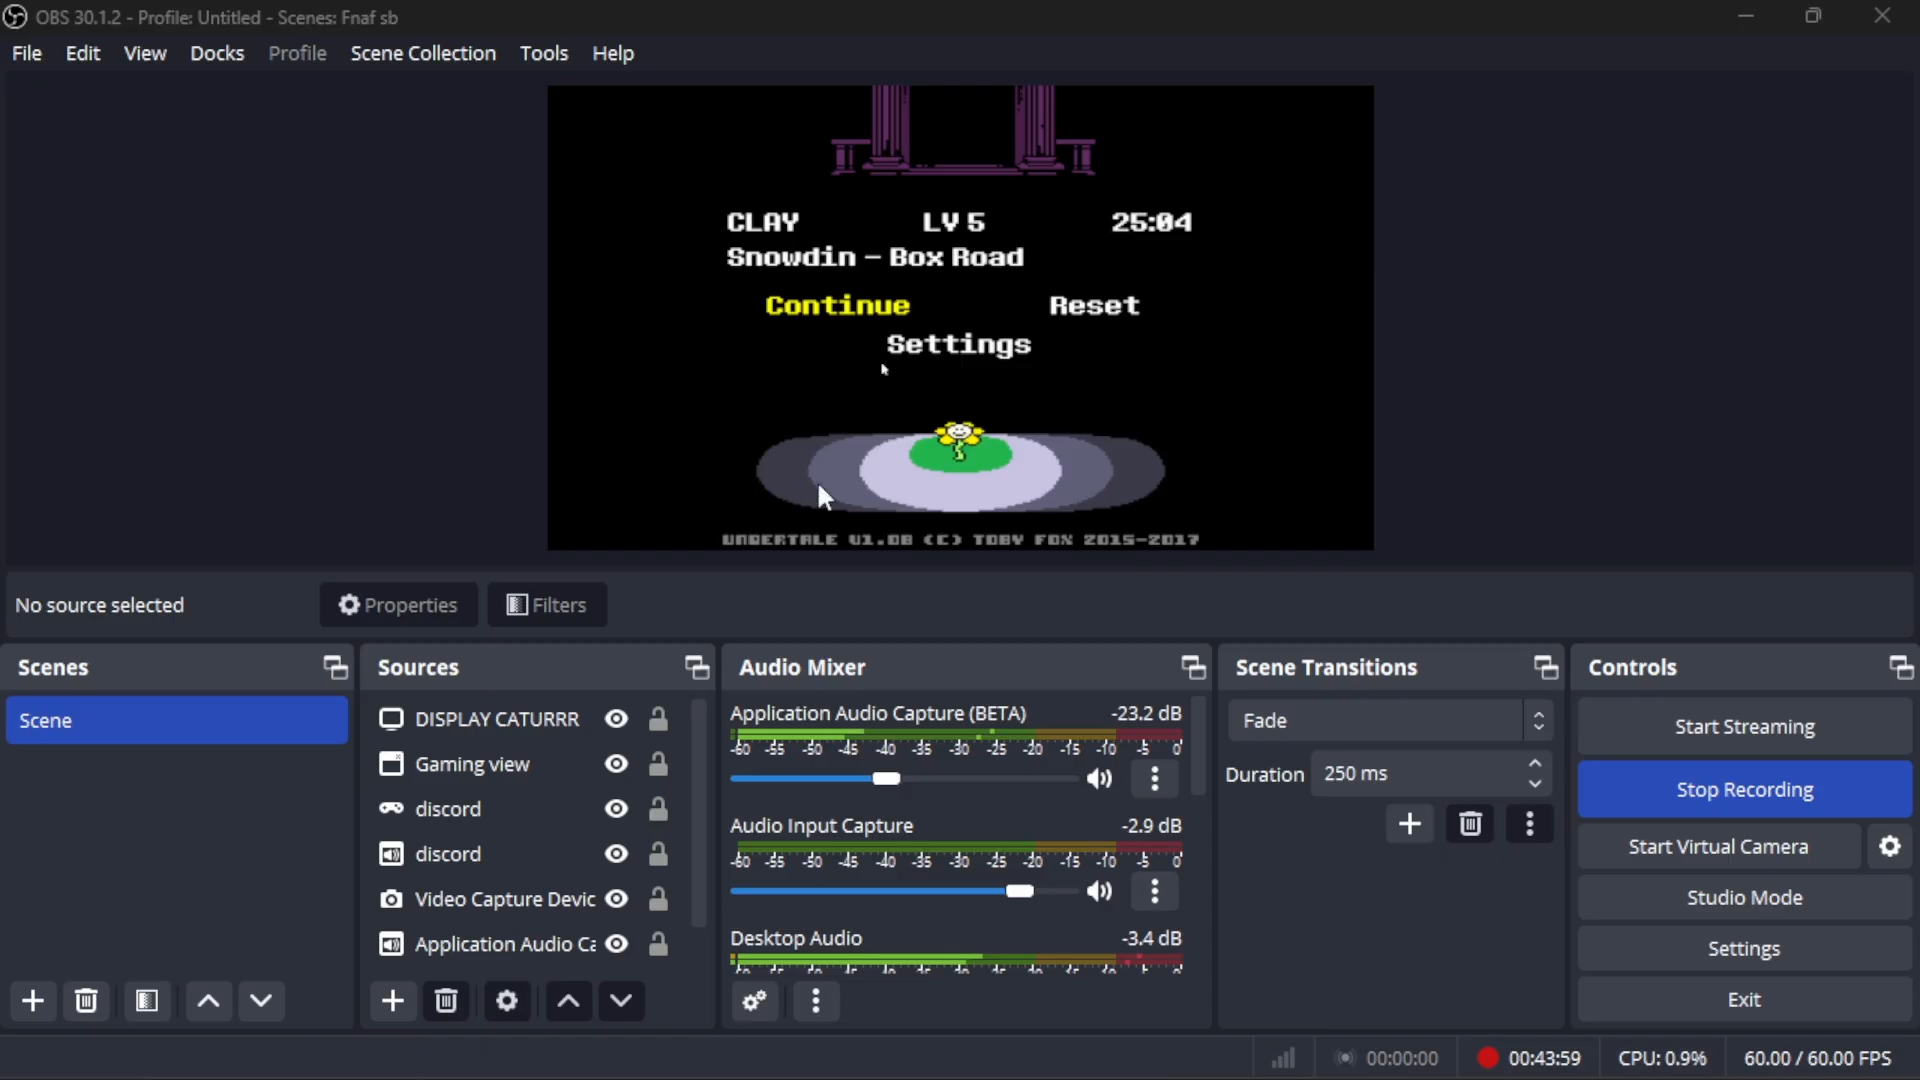 OBS 30.1.2 - Profile: Untitled - Scenes: Fnaf sb
File Edit View Docks Profile Scene Collection Tools Help
CLAY LV 5 25:04
Snowdin - Box Road
Continue Reset
Settings
UNDERTALE V1.08 (C) TOBY FOX 2015-2017
No source selected Properties Filters
Scenes
Scene
Sources
DISPLAY CATURRR
Gaming view
discord
discord
Video Capture Devic
Application Audio Ca
Audio Mixer
Application Audio Capture (BETA) -23.2 dB
-60 -55 -50 -45 -40 -35 -30 -25 -20 -15 -10 -5 0
Audio Input Capture -2.9 dB
-60 -55 -50 -45 -40 -35 -30 -25 -20 -15 -10 -5 0
Desktop Audio -3.4 dB
Scene Transitions
Fade
Duration 250 ms
Controls
Start Streaming
Stop Recording
Start Virtual Camera
Studio Mode
Settings
Exit
00:00:00 00:43:59 CPU: 0.9% 60.00 / 60.00 FPS